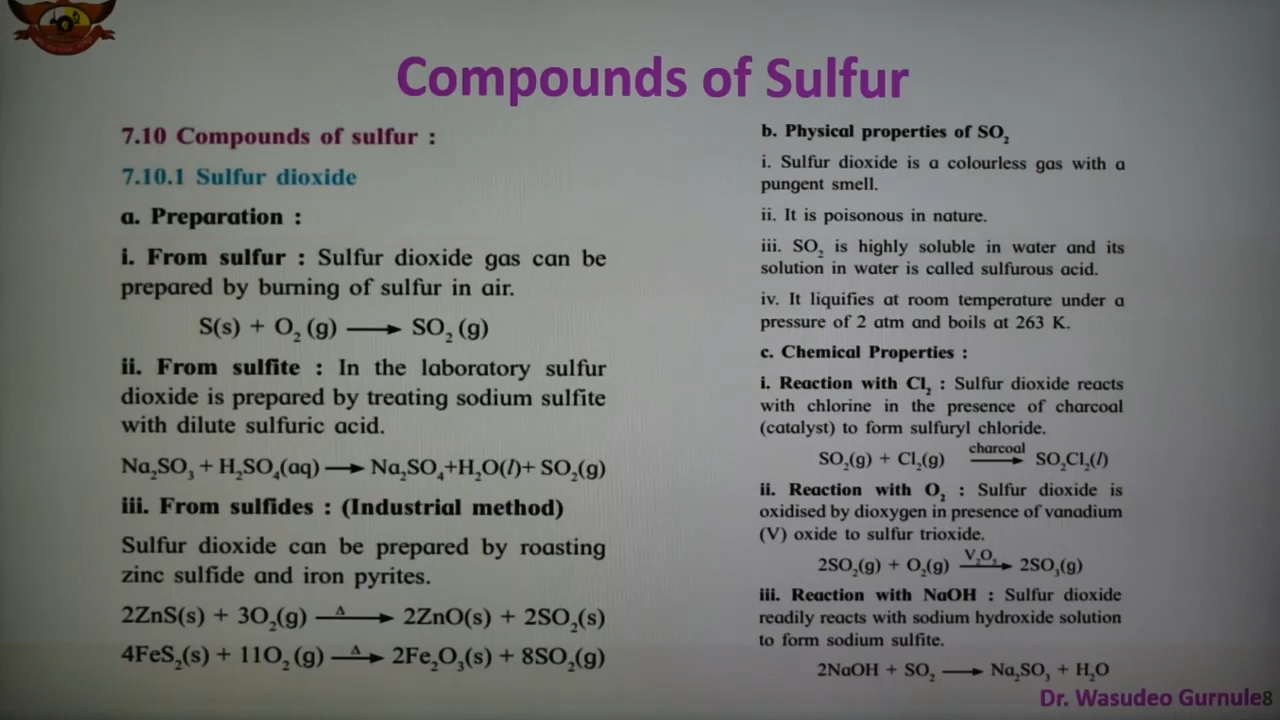 Compounds of Sulfur
7.10 Compounds of sulfur :
7.10.1 Sulfur dioxide
a. Preparation :
i. From sulfur : Sulfur dioxide gas can be
prepared by burning of sulfur in air.
S(s) + O₂ (g) ⟶ SO₂ (g)
ii. From sulfite : In the laboratory sulfur
dioxide is prepared by treating sodium sulfite
with dilute sulfuric acid.
Na₂SO₃ + H₂SO₄(aq) ⟶ Na₂SO₄+H₂O(l)+ SO₂(g)
iii. From sulfides : (Industrial method)
Sulfur dioxide can be prepared by roasting
zinc sulfide and iron pyrites.
2ZnS(s) + 3O₂(g) —Δ→ 2ZnO(s) + 2SO₂(s)
4FeS₂(s) + 11O₂ (g) —Δ→ 2Fe₂O₃(s) + 8SO₂(g)
b. Physical properties of SO₂
i. Sulfur dioxide is a colourless gas with a
pungent smell.
ii. It is poisonous in nature.
iii. SO₂ is highly soluble in water and its
solution in water is called sulfurous acid.
iv. It liquifies at room temperature under a
pressure of 2 atm and boils at 263 K.
c. Chemical Properties :
i. Reaction with Cl₂ : Sulfur dioxide reacts
with chlorine in the presence of charcoal
(catalyst) to form sulfuryl chloride.
SO₂(g) + Cl₂(g) —charcoal→ SO₂Cl₂(l)
ii. Reaction with O₂ : Sulfur dioxide is
oxidised by dioxygen in presence of vanadium
(V) oxide to sulfur trioxide.
2SO₂(g) + O₂(g) —V₂O₅→ 2SO₃(g)
iii. Reaction with NaOH : Sulfur dioxide
readily reacts with sodium hydroxide solution
to form sodium sulfite.
2NaOH + SO₂ ⟶ Na₂SO₃ + H₂O
Dr. Wasudeo Gurnule8